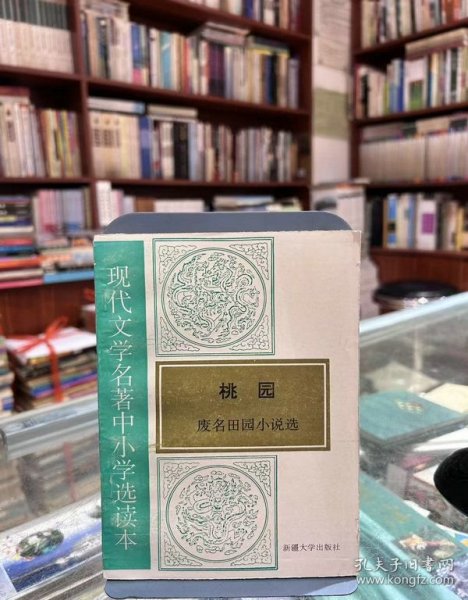 现代文学名著中小学选读本
桃园
废名田园小说选
新疆大学出版社
孔夫子旧书网
www.kongfz.com